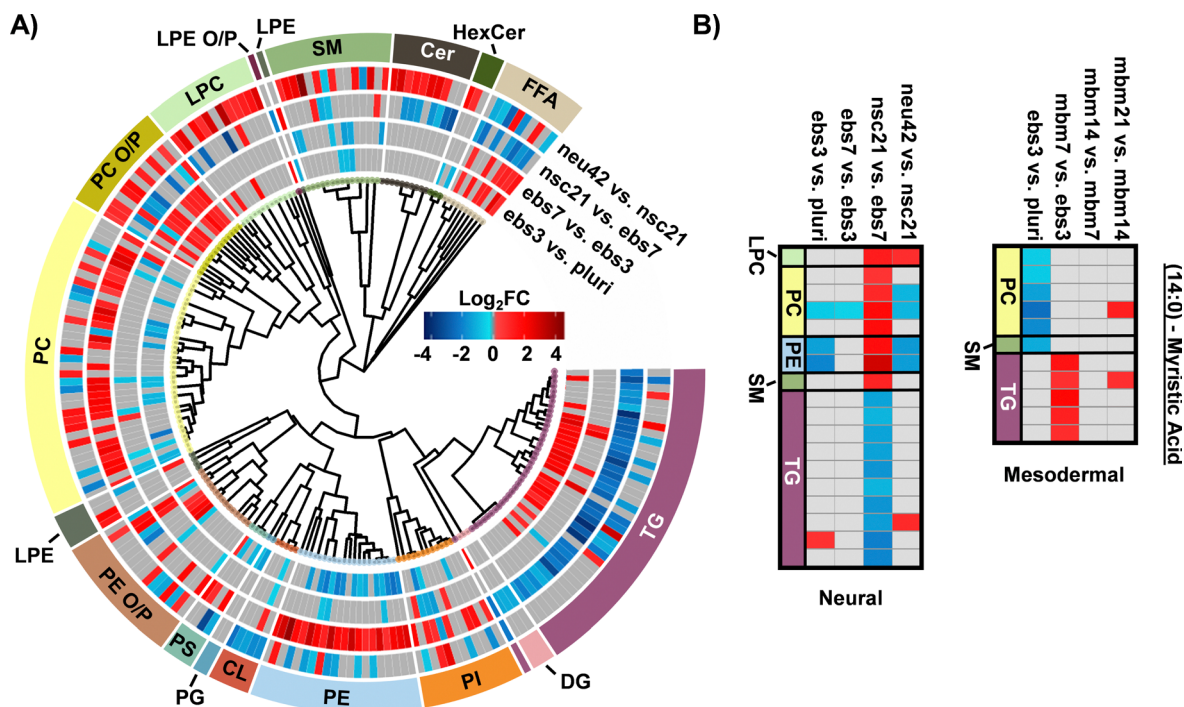 A)
LPE O/P
LPE
SM
Cer
HexCer
FFA
LPC
PC O/P
PC
LPE
PE O/P
PS
PG
CL
PE
PI
DG
TG
neu42 vs. nsc21
nsc21 vs. ebs7
ebs7 vs. ebs3
ebs3 vs. pluri
Log2FC
-4 -2 0 2 4
B)
ebs3 vs. pluri
ebs7 vs. ebs3
nsc21 vs. ebs7
neu42 vs. nsc21
LPC
PC
PE
SM
TG
Neural
ebs3 vs. pluri
mbm7 vs. ebs3
mbm14 vs. mbm7
mbm21 vs. mbm14
PC
SM
TG
Mesodermal
(14:0) - Myristic Acid